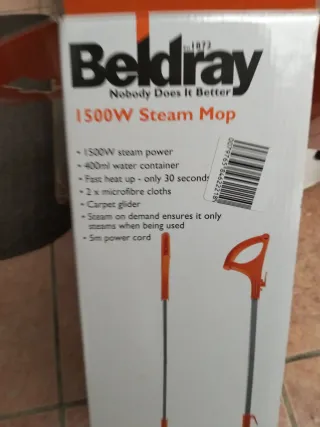 Est 1872
Beldray
Nobody Does It Better
1500W Steam Mop
• 1500W steam power
• 400ml water container
• Fast heat up - only 30 seconds
• 2 x microfibre cloths
• Carpet glider
• Steam on demand ensures it only
steams when being used
• 5m power cord